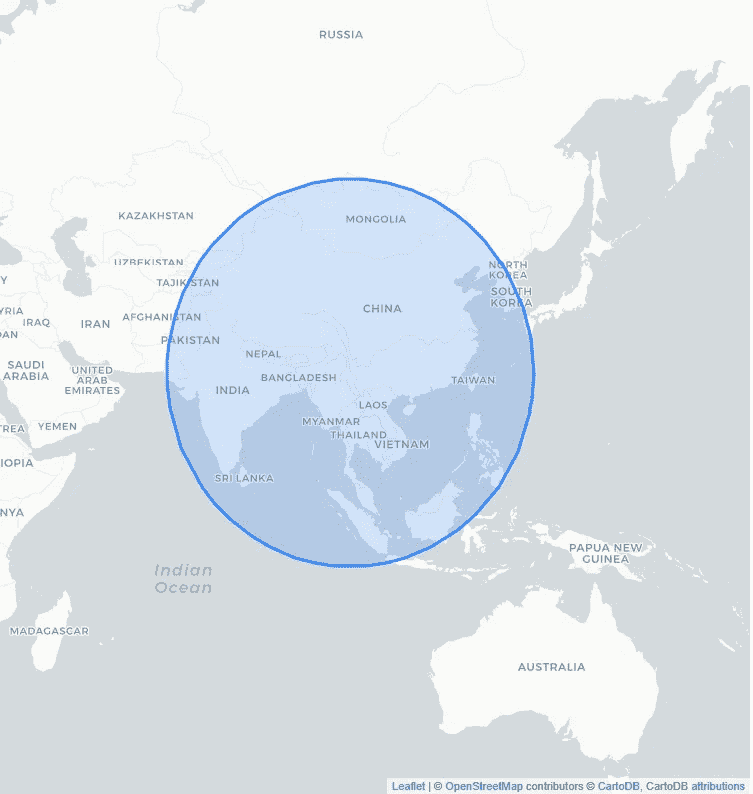 RUSSIA
KAZAKHSTAN
MONGOLIA
UZBEKISTAN
NORTH
KOREA
TAJIKISTAN
Y
SOUTH
KOREA
YRIA
CHINA
AFGHANISTAN
IRAQ
IRAN
DAN
PAKISTAN
NEPAL
SAUDI
ARABIA
UNITED
ARAB
EMIRATES
BANGLADESH
TAIWAN
INDIA
LAOS
MYANMAR
TREA
YEMEN
THAILAND
VIETNAM
IOPIA
SRI LANKA
NYA
PAPUA NEW
GUINEA
Indian
Ocean
MADAGASCAR
AUSTRALIA
Leaflet | © OpenStreetMap contributors © CartoDB, CartoDB attributions